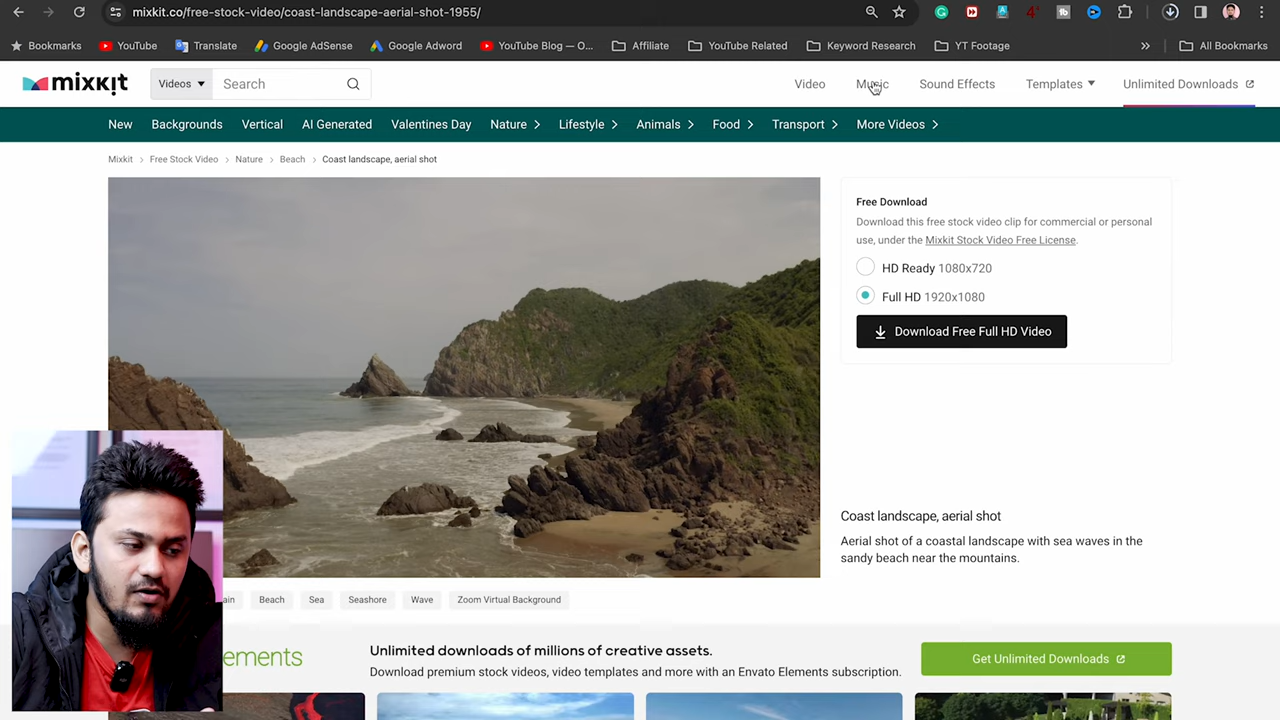 mixkit.co/free-stock-video/coast-landscape-aerial-shot-1955/
Bookmarks YouTube Translate Google AdSense Google Adword YouTube Blog — O... Affiliate YouTube Related Keyword Research YT Footage » All Bookmarks
mixkit Videos Search Video Music Sound Effects Templates Unlimited Downloads
New Backgrounds Vertical AI Generated Valentines Day Nature Lifestyle Animals Food Transport More Videos
Mixkit > Free Stock Video > Nature > Beach > Coast landscape, aerial shot
Free Download
Download this free stock video clip for commercial or personal
use, under the Mixkit Stock Video Free License.
HD Ready 1080x720
Full HD 1920x1080
Download Free Full HD Video
Coast landscape, aerial shot
Aerial shot of a coastal landscape with sea waves in the
sandy beach near the mountains.
Beach Sea Seashore Wave Zoom Virtual Background
ements
Unlimited downloads of millions of creative assets.
Download premium stock videos, video templates and more with an Envato Elements subscription.
Get Unlimited Downloads